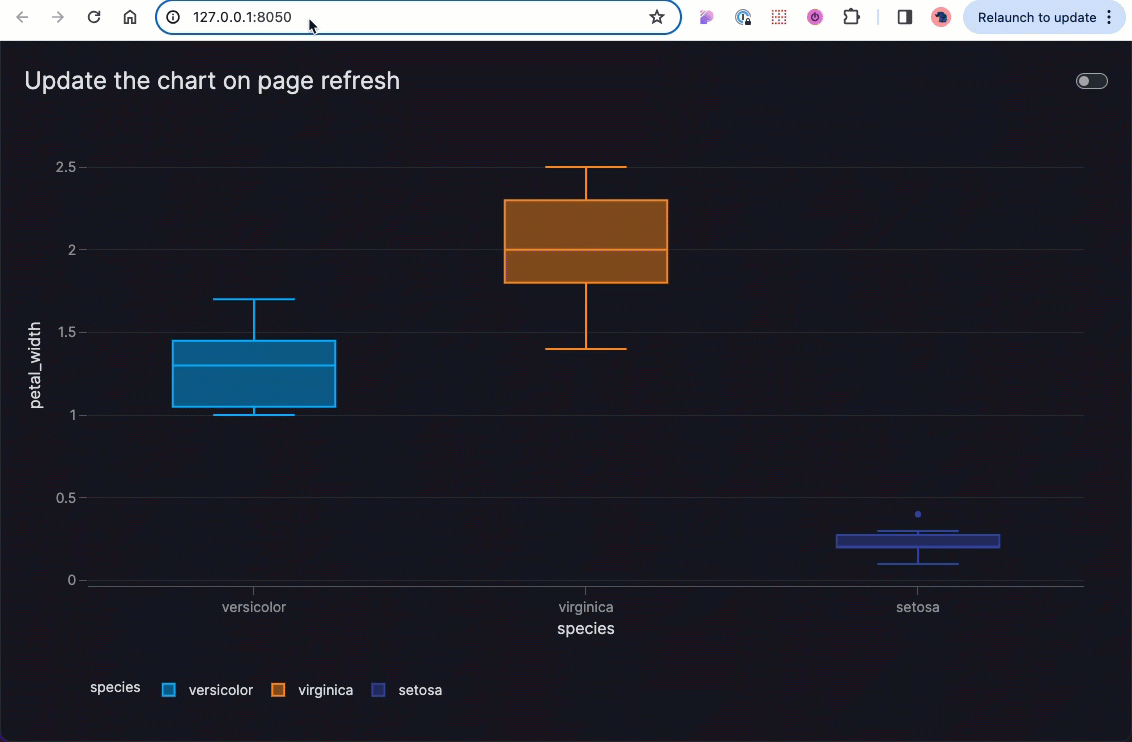 127.0.0.1:8050
Relaunch to update
Update the chart on page refresh
2.5
2
1.5
1
0.5
0
petal_width
versicolor virginica setosa
species
species versicolor virginica setosa